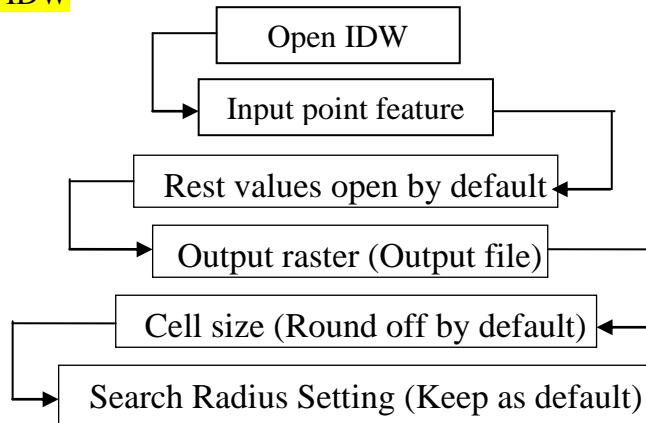 IDW
Open IDW
Input point feature
Rest values open by default
Output raster (Output file)
Cell size (Round off by default)
Search Radius Setting (Keep as default)